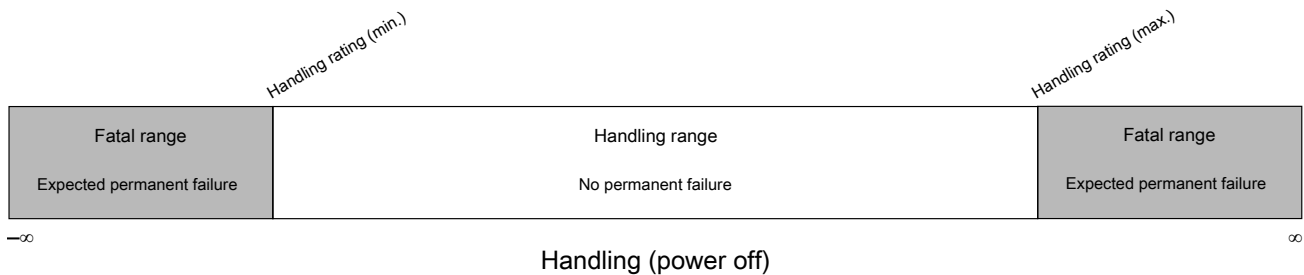 Handling rating (min.)
Handling rating (max.)
Fatal range
Expected permanent failure
Handling range
No permanent failure
Fatal range
Expected permanent failure
–∞
∞
Handling (power off)